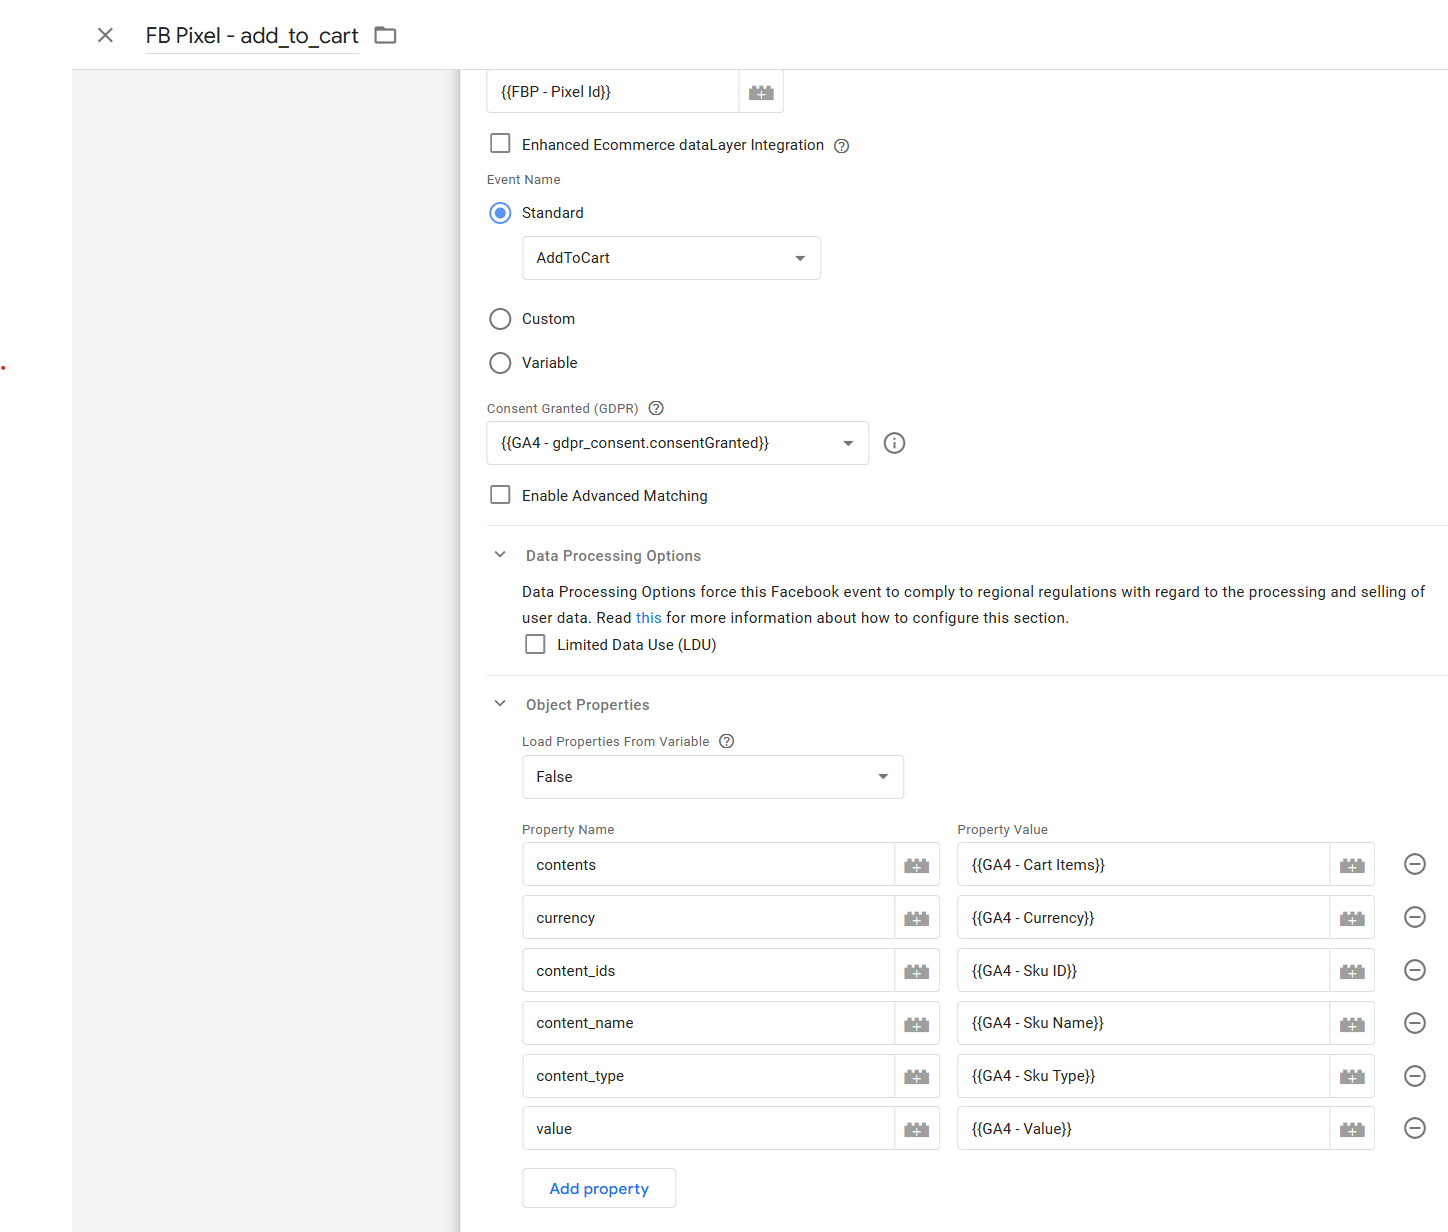 FB Pixel - add_to_cart
{{FBP - Pixel Id}}
Enhanced Ecommerce dataLayer Integration
Event Name
Standard
AddToCart
Custom
Variable
Consent Granted (GDPR)
{{GA4 - gdpr_consent.consentGranted}}
Enable Advanced Matching
Data Processing Options
Data Processing Options force this Facebook event to comply to regional regulations with regard to the processing and selling of
user data. Read this for more information about how to configure this section.
Limited Data Use (LDU)
Object Properties
Load Properties From Variable
False
Property Name Property Value
contents {{GA4 - Cart Items}}
currency {{GA4 - Currency}}
content_ids {{GA4 - Sku ID}}
content_name {{GA4 - Sku Name}}
content_type {{GA4 - Sku Type}}
value {{GA4 - Value}}
Add property